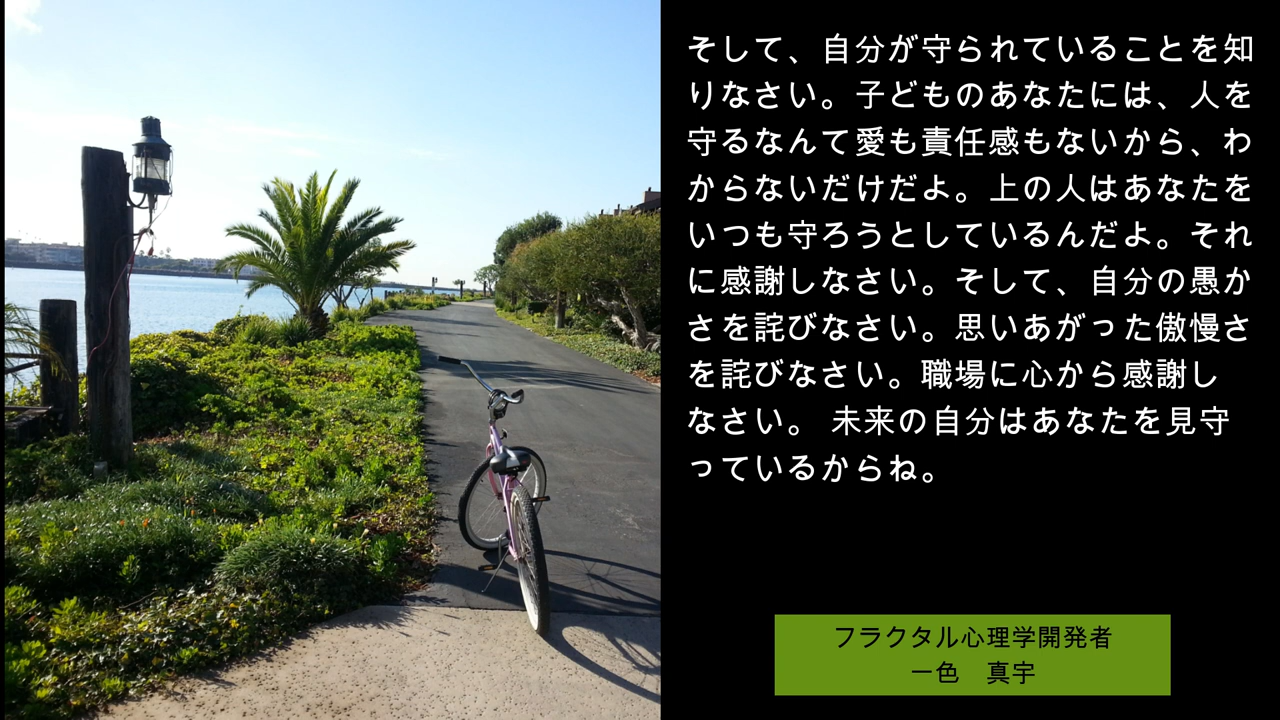 そして、自分が守られていることを知
りなさい。子どものあなたには、人を
守るなんて愛も責任感もないから、わ
からないだけだよ。上の人はあなたを
いつも守ろうとしているんだよ。それ
に感謝しなさい。そして、自分の愚か
さを詫びなさい。思いあがった傲慢さ
を詫びなさい。職場に心から感謝し
なさい。 未来の自分はあなたを見守
っているからね。
フラクタル心理学開発者
一色　真宇